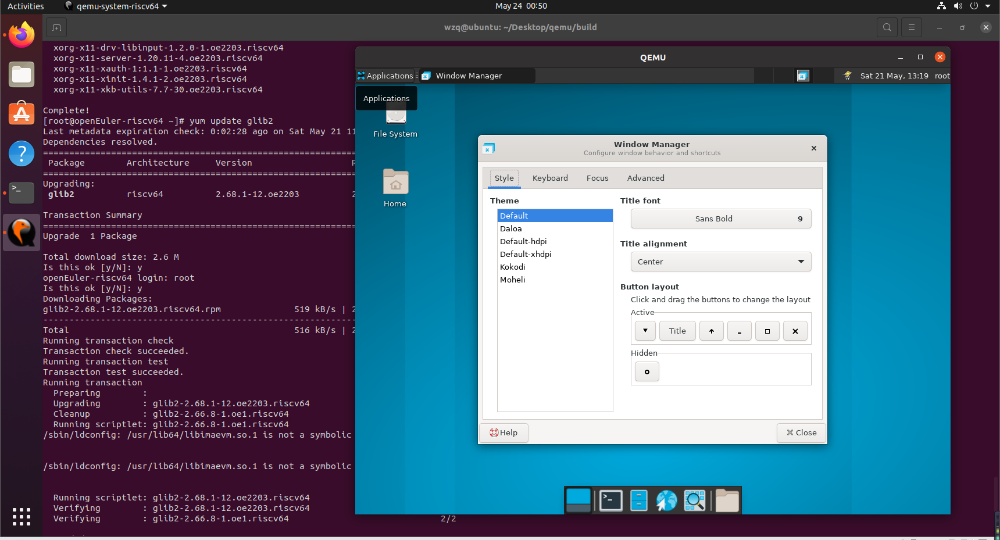 Activities
qemu-system-riscv64
May 24 00:50
wzq@ubuntu: ~/Desktop/qemu/build
xorg-x11-drv-libinput-1.2.0-1.oe2203.riscv64
xorg-x11-server-1.20.11-4.oe2203.riscv64
xorg-x11-xauth-1:1.1-1.oe2203.riscv64
xorg-x11-xinit-1.4.1-2.oe2203.riscv64
xorg-x11-xkb-utils-7.7-30.oe2203.riscv64
Complete!
[root@openEuler-riscv64 ~]# yum update glib2
Last metadata expiration check: 0:02:28 ago on Sat May 21 11
Dependencies resolved.
================================================================
Package Architecture Version R
================================================================
Upgrading:
glib2 riscv64 2.68.1-12.oe2203 2
Transaction Summary
================================================================
Upgrade 1 Package
Total download size: 2.6 M
Is this ok [y/N]: y
openEuler-riscv64 login: root
Is this ok [y/N]: y
Downloading Packages:
glib2-2.68.1-12.oe2203.riscv64.rpm 519 kB/s | 2
----------------------------------------------------------------
Total 516 kB/s | 2
Running transaction check
Transaction check succeeded.
Running transaction test
Transaction test succeeded.
Running transaction
Preparing :
Upgrading : glib2-2.68.1-12.oe2203.riscv64
Cleanup : glib2-2.66.8-1.oe1.riscv64
Running scriptlet: glib2-2.66.8-1.oe1.riscv64
/sbin/ldconfig: /usr/lib64/libimaevm.so.1 is not a symbolic
/sbin/ldconfig: /usr/lib64/libimaevm.so.1 is not a symbolic
Running scriptlet: glib2-2.68.1-12.oe2203.riscv64
Verifying : glib2-2.68.1-12.oe2203.riscv64
Verifying : glib2-2.66.8-1.oe1.riscv64 2/2
QEMU
Applications
Window Manager
Sat 21 May, 13:19
root
Applications
File System
Home
Window Manager
Configure window behavior and shortcuts
Style
Keyboard
Focus
Advanced
Theme
Default
Daloa
Default-hdpi
Default-xhdpi
Kokodi
Moheli
Title font
Sans Bold 9
Title alignment
Center
Button layout
Click and drag the buttons to change the layout
Active
Title
Hidden
Help
Close